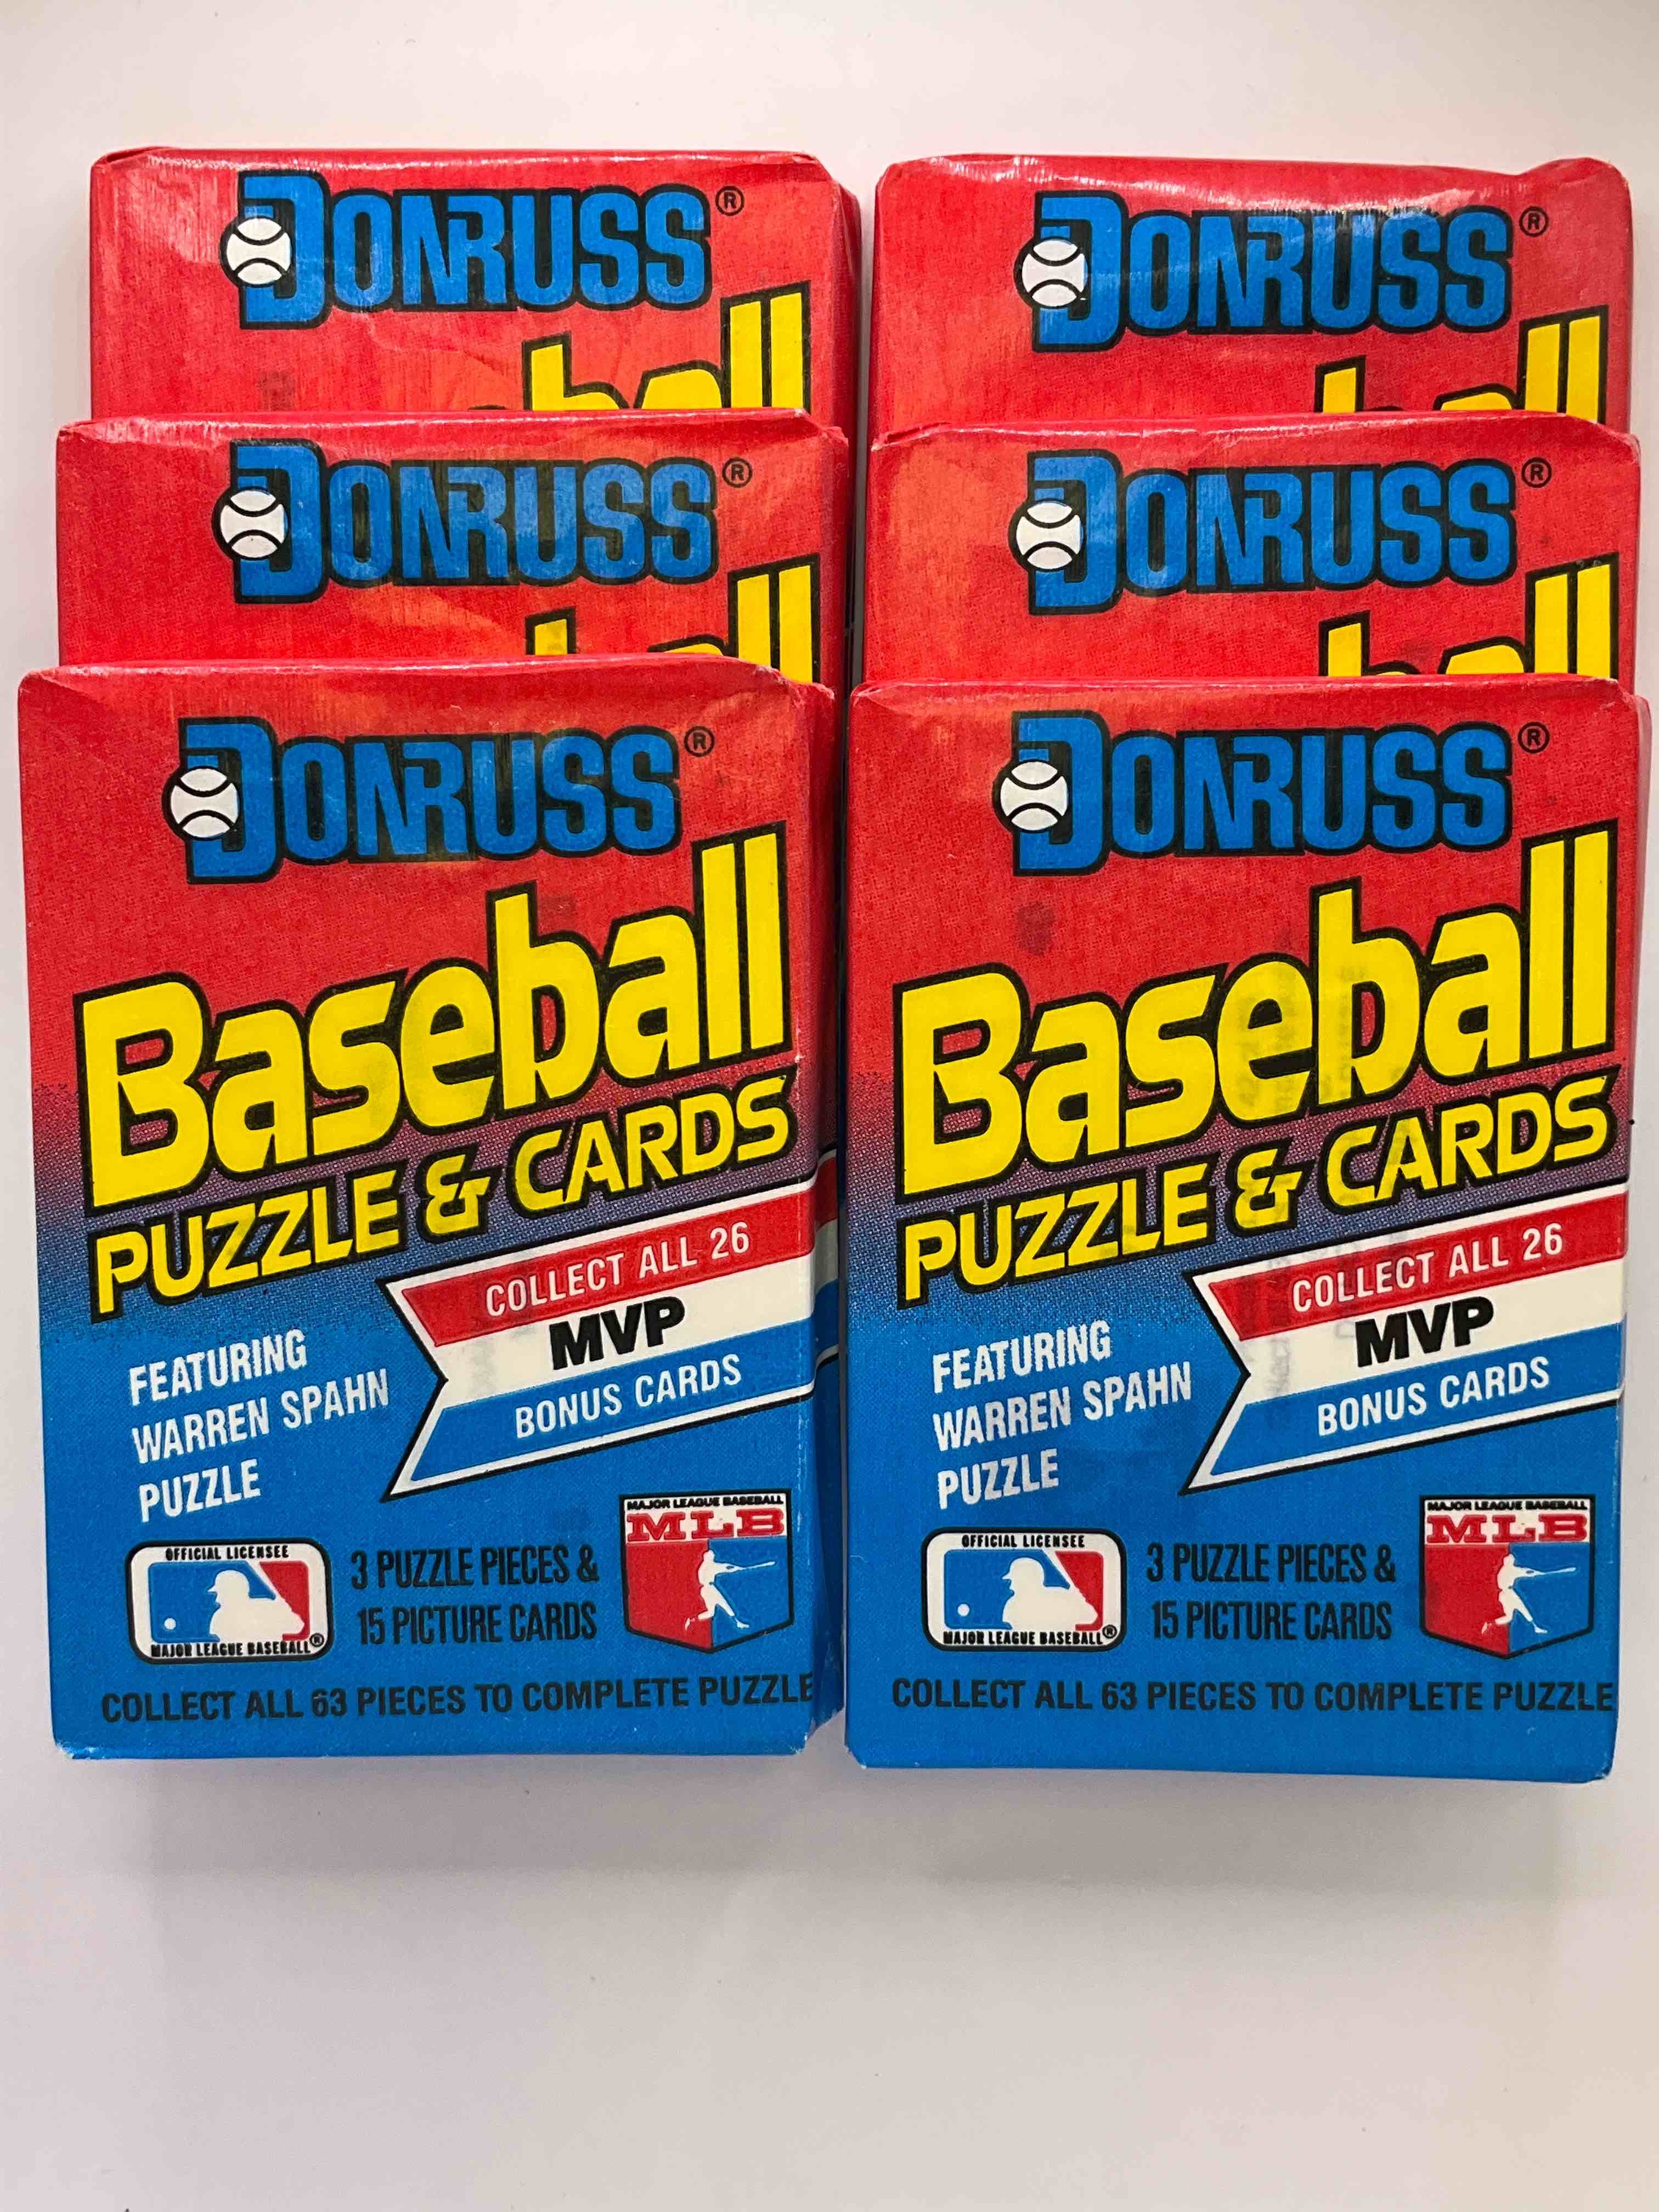 DONRUSS®
ball
DONRUSS®
ball
DONRUSS®
Baseball
PUZZLE & CARDS
COLLECT ALL 26
MVP
BONUS CARDS
FEATURING
WARREN SPAHN
PUZZLE
OFFICIAL LICENSEE
MAJOR LEAGUE BASEBALL®
3 PUZZLE PIECES &
15 PICTURE CARDS
MAJOR LEAGUE BASEBALL
MLB
COLLECT ALL 63 PIECES TO COMPLETE PUZZLE
DONRUSS®
ball
DONRUSS®
ball
DONRUSS®
Baseball
PUZZLE & CARDS
COLLECT ALL 26
MVP
BONUS CARDS
FEATURING
WARREN SPAHN
PUZZLE
OFFICIAL LICENSEE
MAJOR LEAGUE BASEBALL®
3 PUZZLE PIECES &
15 PICTURE CARDS
MAJOR LEAGUE BASEBALL
MLB
COLLECT ALL 63 PIECES TO COMPLETE PUZZLE